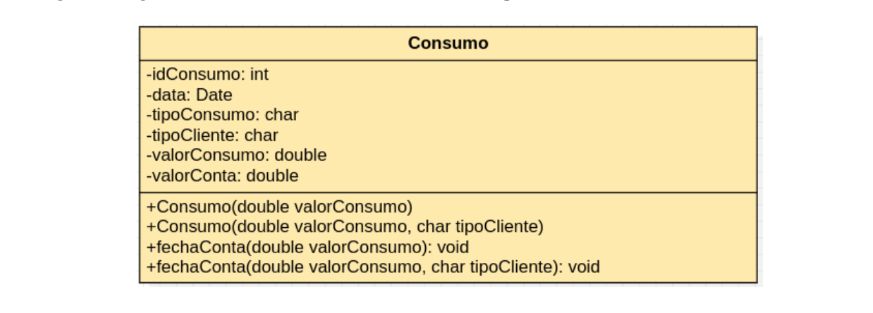 Consumo
-idConsumo: int
-data: Date
-tipoConsumo: char
-tipoCliente: char
-valorConsumo: double
-valorConta: double
+Consumo(double valorConsumo)
+Consumo(double valorConsumo, char tipoCliente)
+fechaConta(double valorConsumo): void
+fechaConta(double valorConsumo, char tipoCliente): void